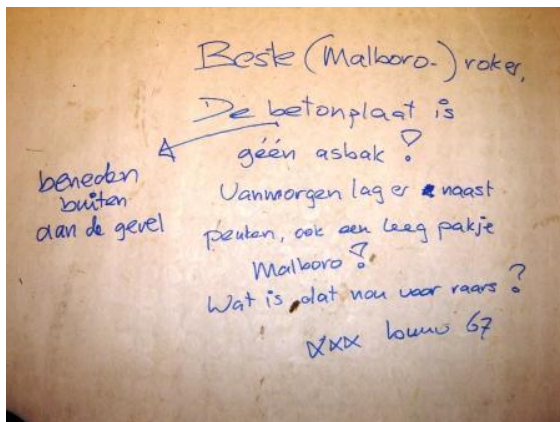 Beste (Malboro-) roker,
De betonplaat is
géén asbak!
beneden
buiten
aan de gevel
Vanmorgen lag er naast
peuken, ook een leeg pakje
Malboro?
Wat is dat nou voor raars?
xxx 67